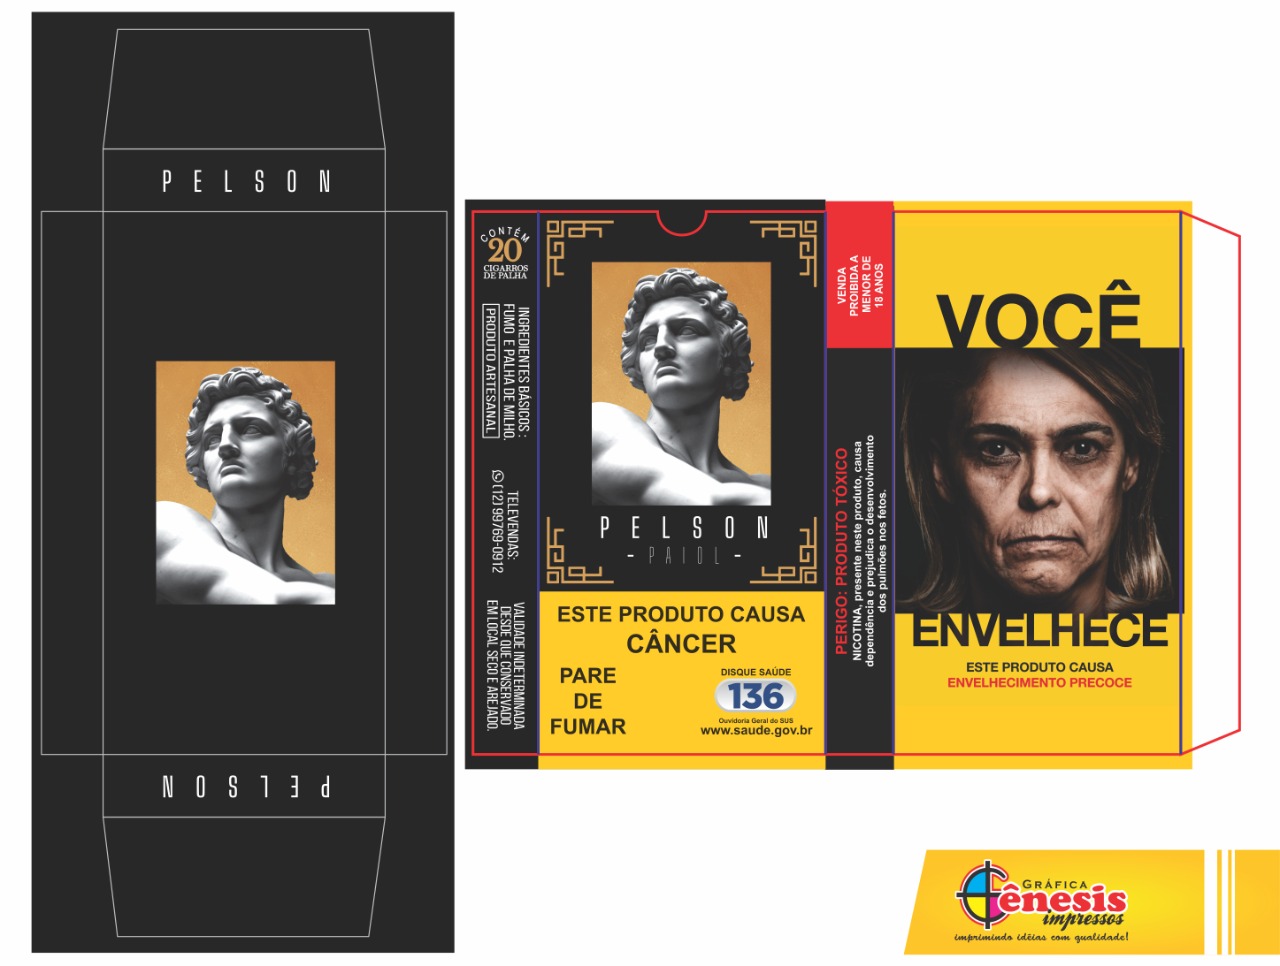 PELSON
PELSON
CONTÉM
20
CIGARROS
DE PALHA
INGREDIENTES BÁSICOS:
FUMO E PALHA DE MILHO.
PRODUTO ARTESANAL
TELEVENDAS:
(12) 99769-0912
VALIDADE INDETERMINADA
DESDE QUE CONSERVADO
EM LOCAL SECO E AREJADO.
PELSON
- PAIOL -
ESTE PRODUTO CAUSA
CÂNCER
PARE
DE
FUMAR
DISQUE SAÚDE
136
Ouvidoria Geral do SUS
www.saude.gov.br
VENDA
PROIBIDA A
MENOR DE
18 ANOS
PERIGO: PRODUTO TÓXICO
NICOTINA, presente neste produto, causa
dependência e prejudica o desenvolvimento
dos pulmões nos fetos.
VOCÊ
ENVELHECE
ESTE PRODUTO CAUSA
ENVELHECIMENTO PRECOCE
GRÁFICA
Gênesis
impressos
imprimindo idéias com qualidade!